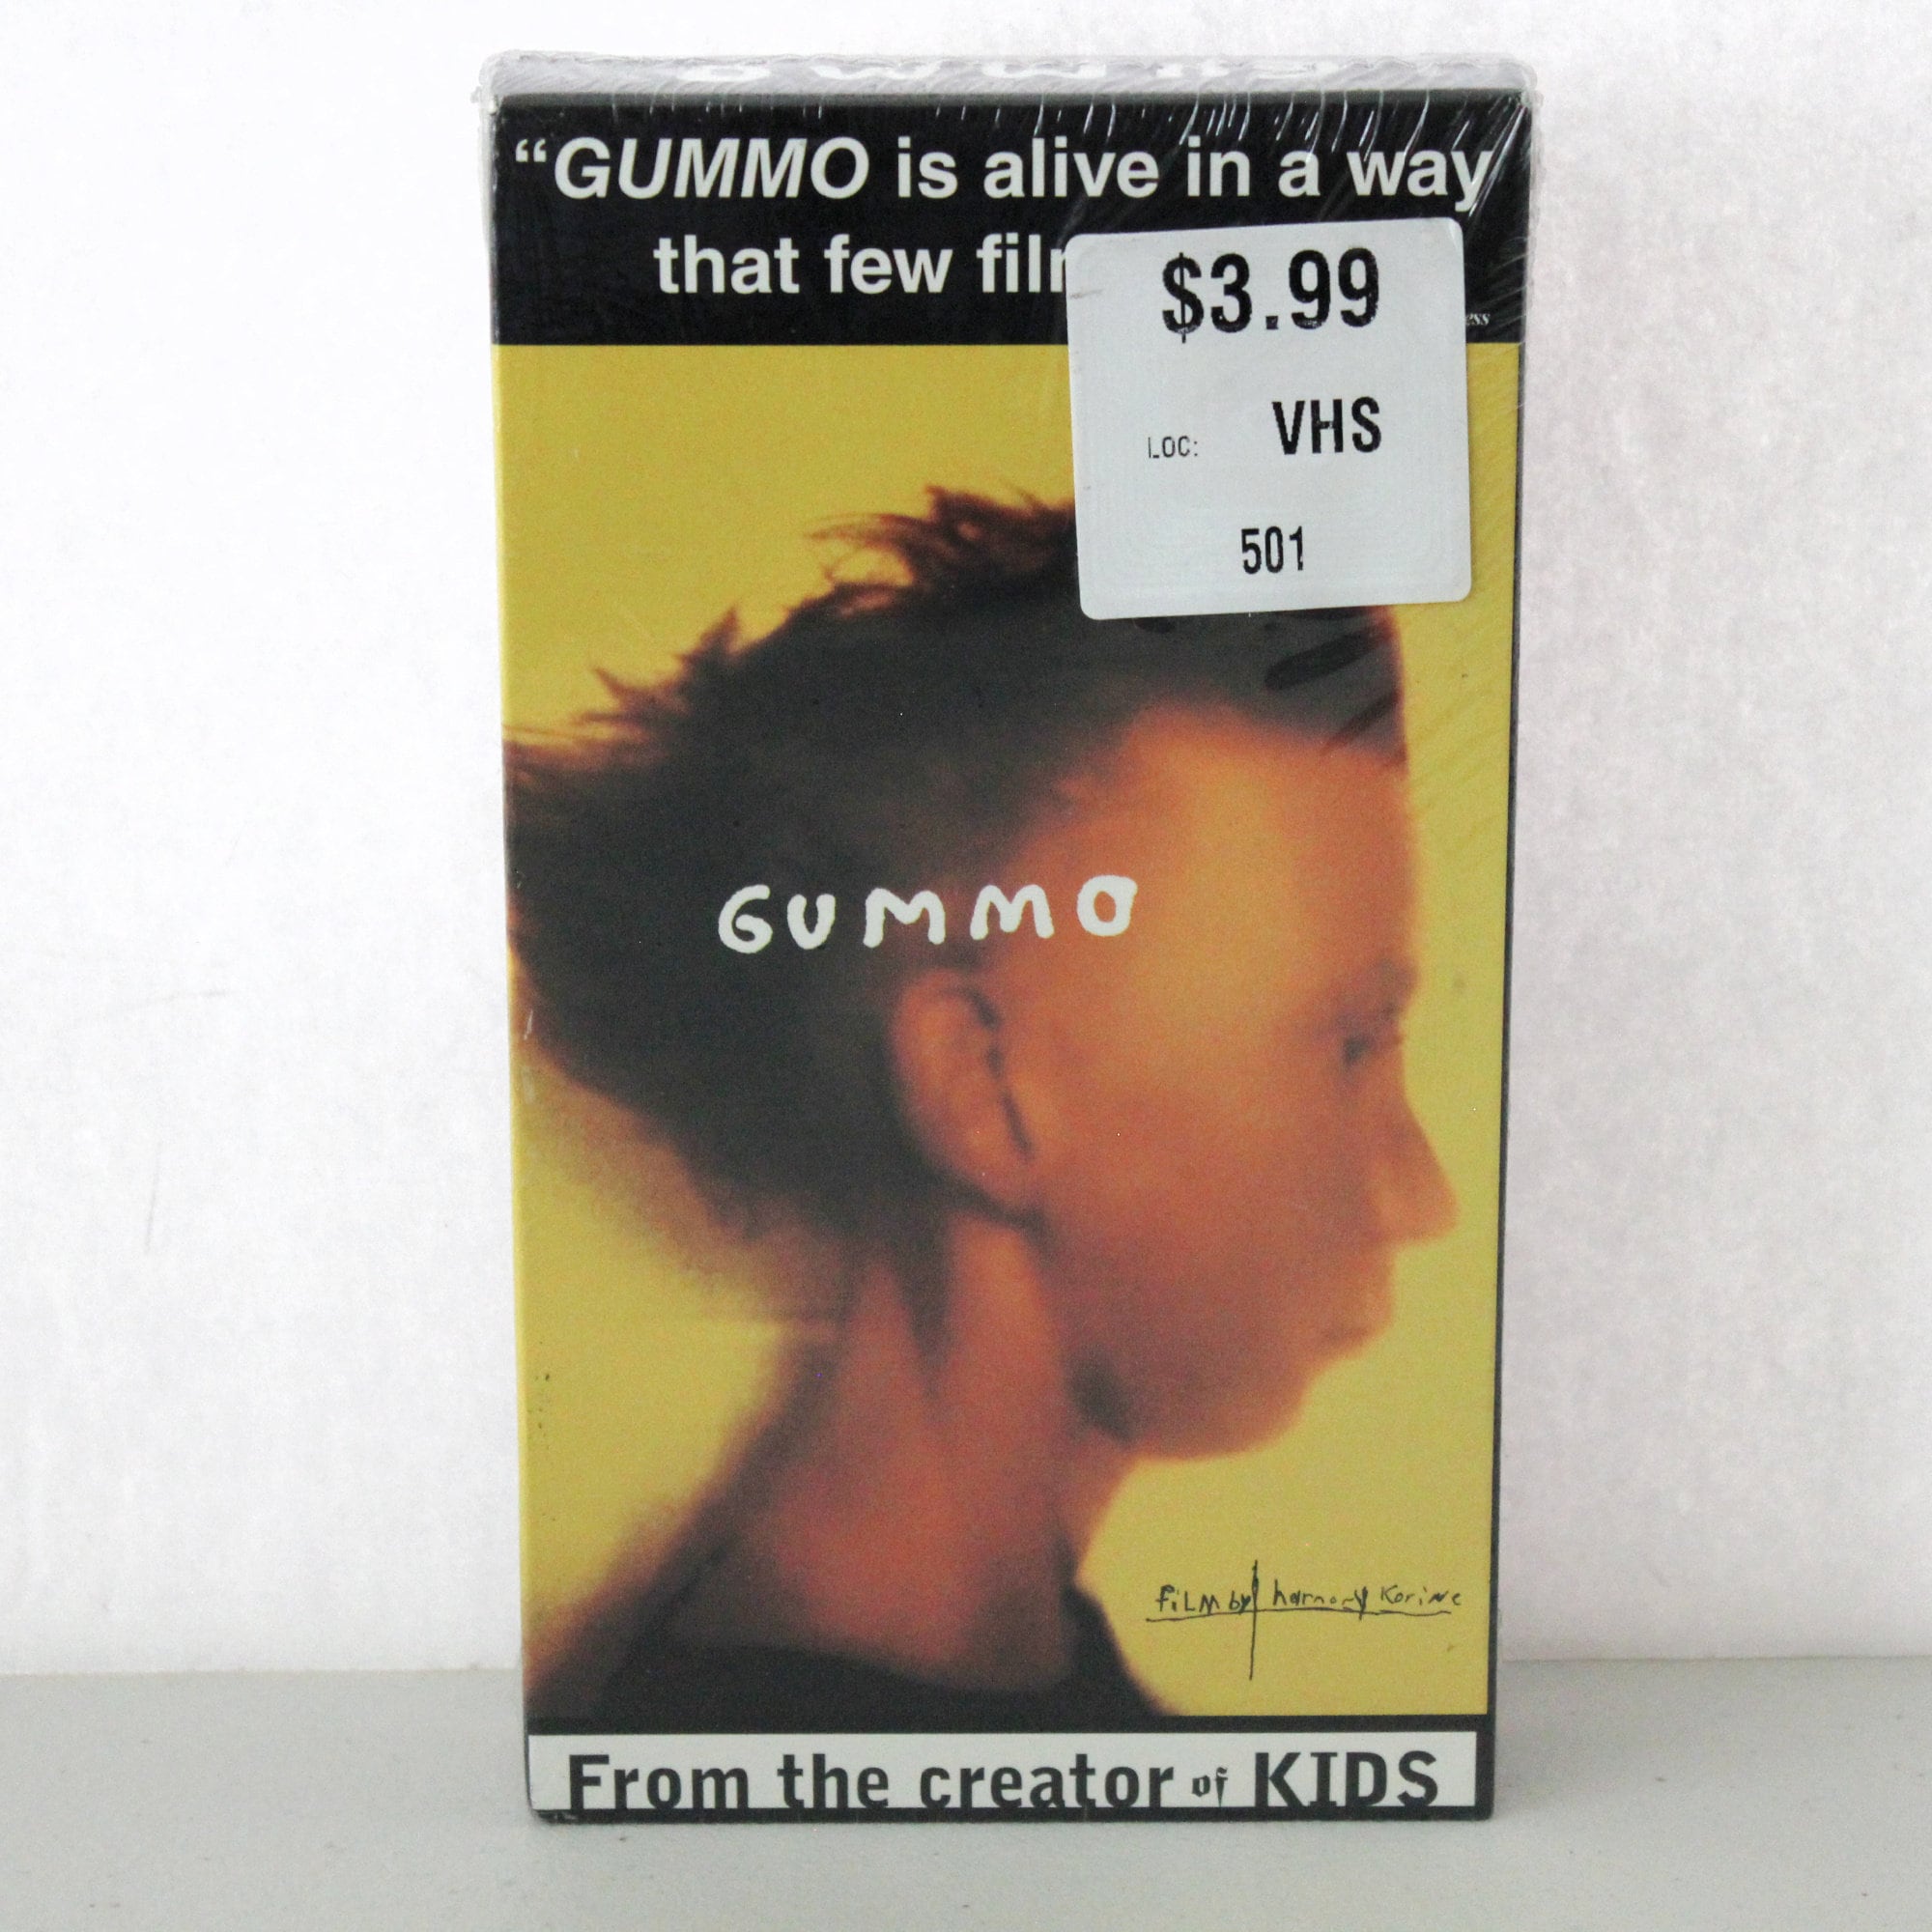 GUMMO
“GUMMO is alive in a way
that few
$3.99
LOC: VHS
501
GUMMO
FiLM by harmony Korine
From the creator of KIDS